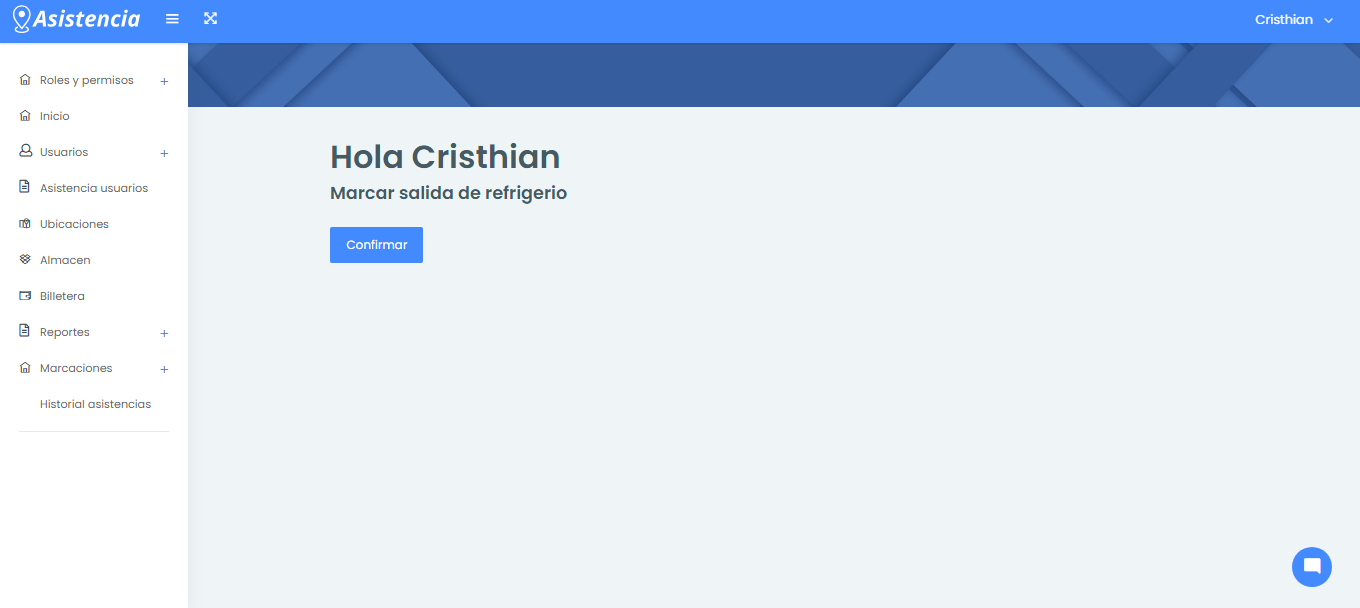 Asistencia
Cristhian
Roles y permisos +
Inicio
Usuarios +
Asistencia usuarios
Ubicaciones
Almacen
Billetera
Reportes +
Marcaciones +
Historial asistencias
Hola Cristhian
Marcar salida de refrigerio
Confirmar